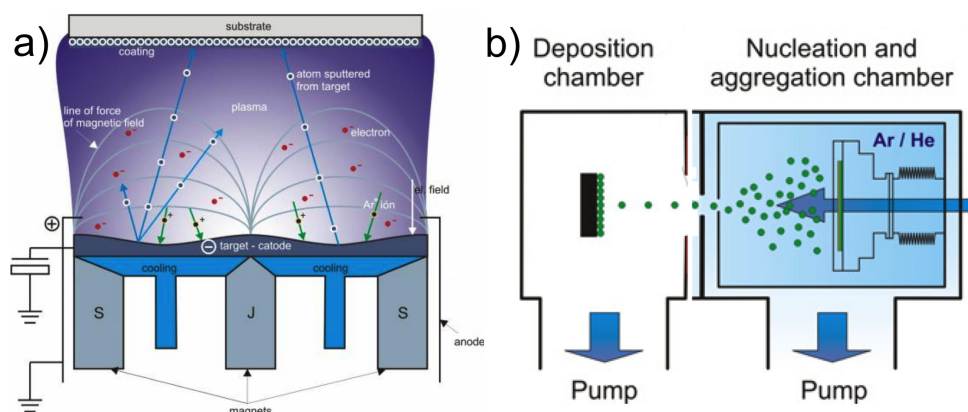 a)
substrate
coating
atom sputtered
from target
plasma
line of force
of magnetic field
electron
el. field
Ar ión
+
+
+
+
+
−
target - catode
cooling
cooling
S
J
S
anode
magnets
b)
Deposition
chamber
Nucleation and
aggregation chamber
Ar / He
Pump
Pump